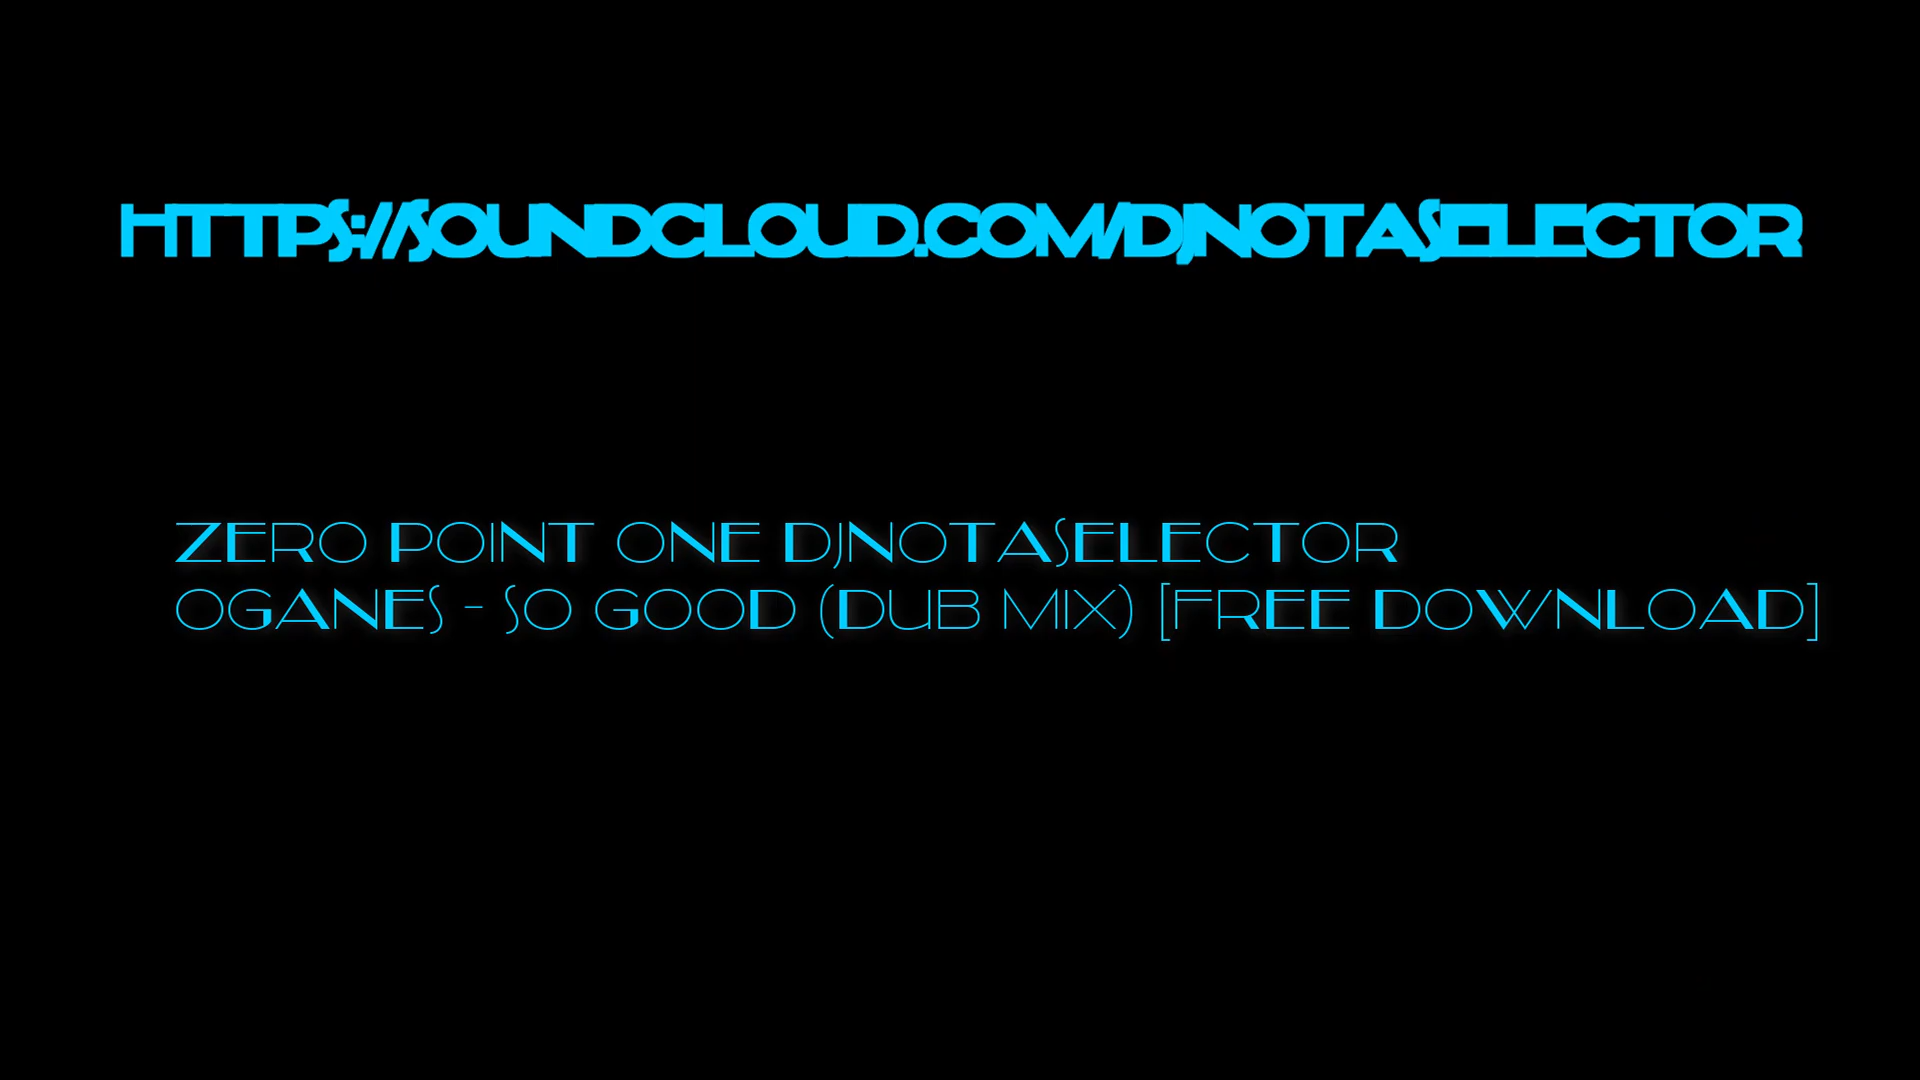 HTTPS://SOUNDCLOUD.COM/DJNOTASELECTOR
ZERO POINT ONE DJNOTASELECTOR
OGANES - SO GOOD (DUB MIX) [FREE DOWNLOAD]